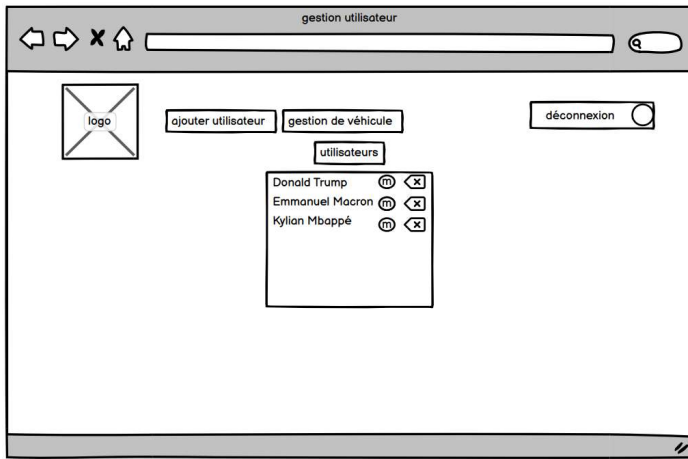 gestion utilisateur
logo
ajouter utilisateur
gestion de véhicule
déconnexion
utilisateurs
Donald Trump m
Emmanuel Macron m
Kylian Mbappé m